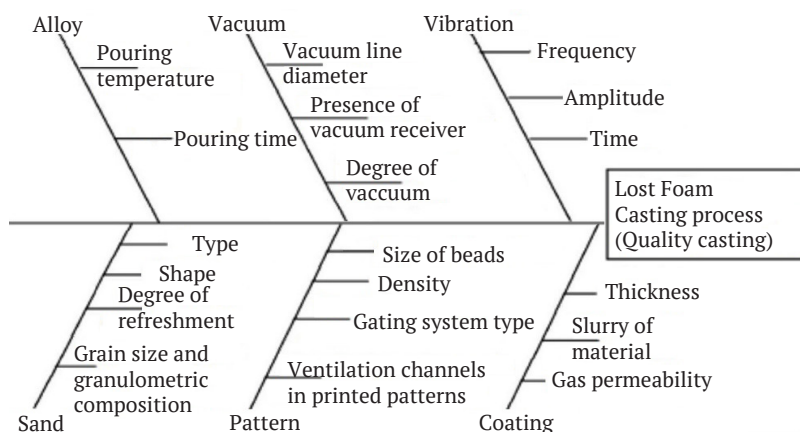 Alloy
Vacuum
Vibration
Pouring
temperature
Pouring time
Vacuum line
diameter
Presence of
vacuum receiver
Degree of
vaccuum
Frequency
Amplitude
Time
Lost Foam
Casting process
(Quality casting)
Type
Shape
Degree of
refreshment
Grain size and
granulometric
composition
Size of beads
Density
Gating system type
Ventilation channels
in printed patterns
Thickness
Slurry of
material
Gas permeability
Sand
Pattern
Coating